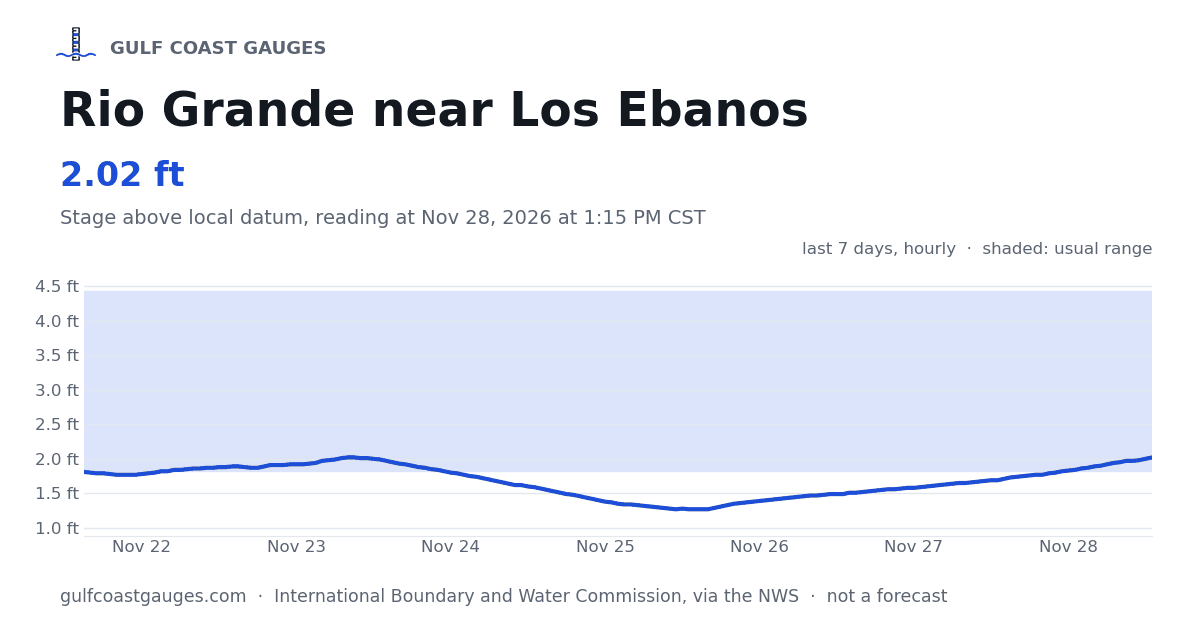 GULF COAST GAUGES
Rio Grande near Los Ebanos
2.02 ft
Stage above local datum, reading at Nov 28, 2026 at 1:15 PM CST
last 7 days, hourly · shaded: usual range
4.5 ft
4.0 ft
3.5 ft
3.0 ft
2.5 ft
2.0 ft
1.5 ft
1.0 ft
Nov 22 Nov 23 Nov 24 Nov 25 Nov 26 Nov 27 Nov 28
gulfcoastgauges.com · International Boundary and Water Commission, via the NWS · not a forecast